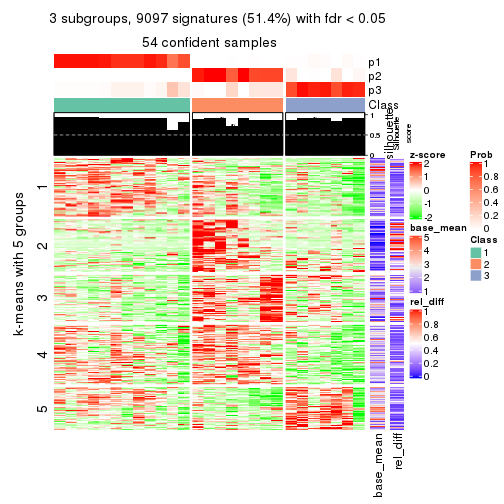 3 subgroups, 9097 signatures (51.4%) with fdr < 0.05
54 confident samples
p1
p2
p3
Class
1
0.5
0
silhouette
Silhouette
score
k-means with 5 groups
1
2
3
4
5
base_mean
rel_diff
z-score
2
1
0
-1
-2
base_mean
5
4
3
2
1
rel_diff
1
0.8
0.6
0.4
0.2
0
Prob
1
0.8
0.6
0.4
0.2
0
Class
1
2
3